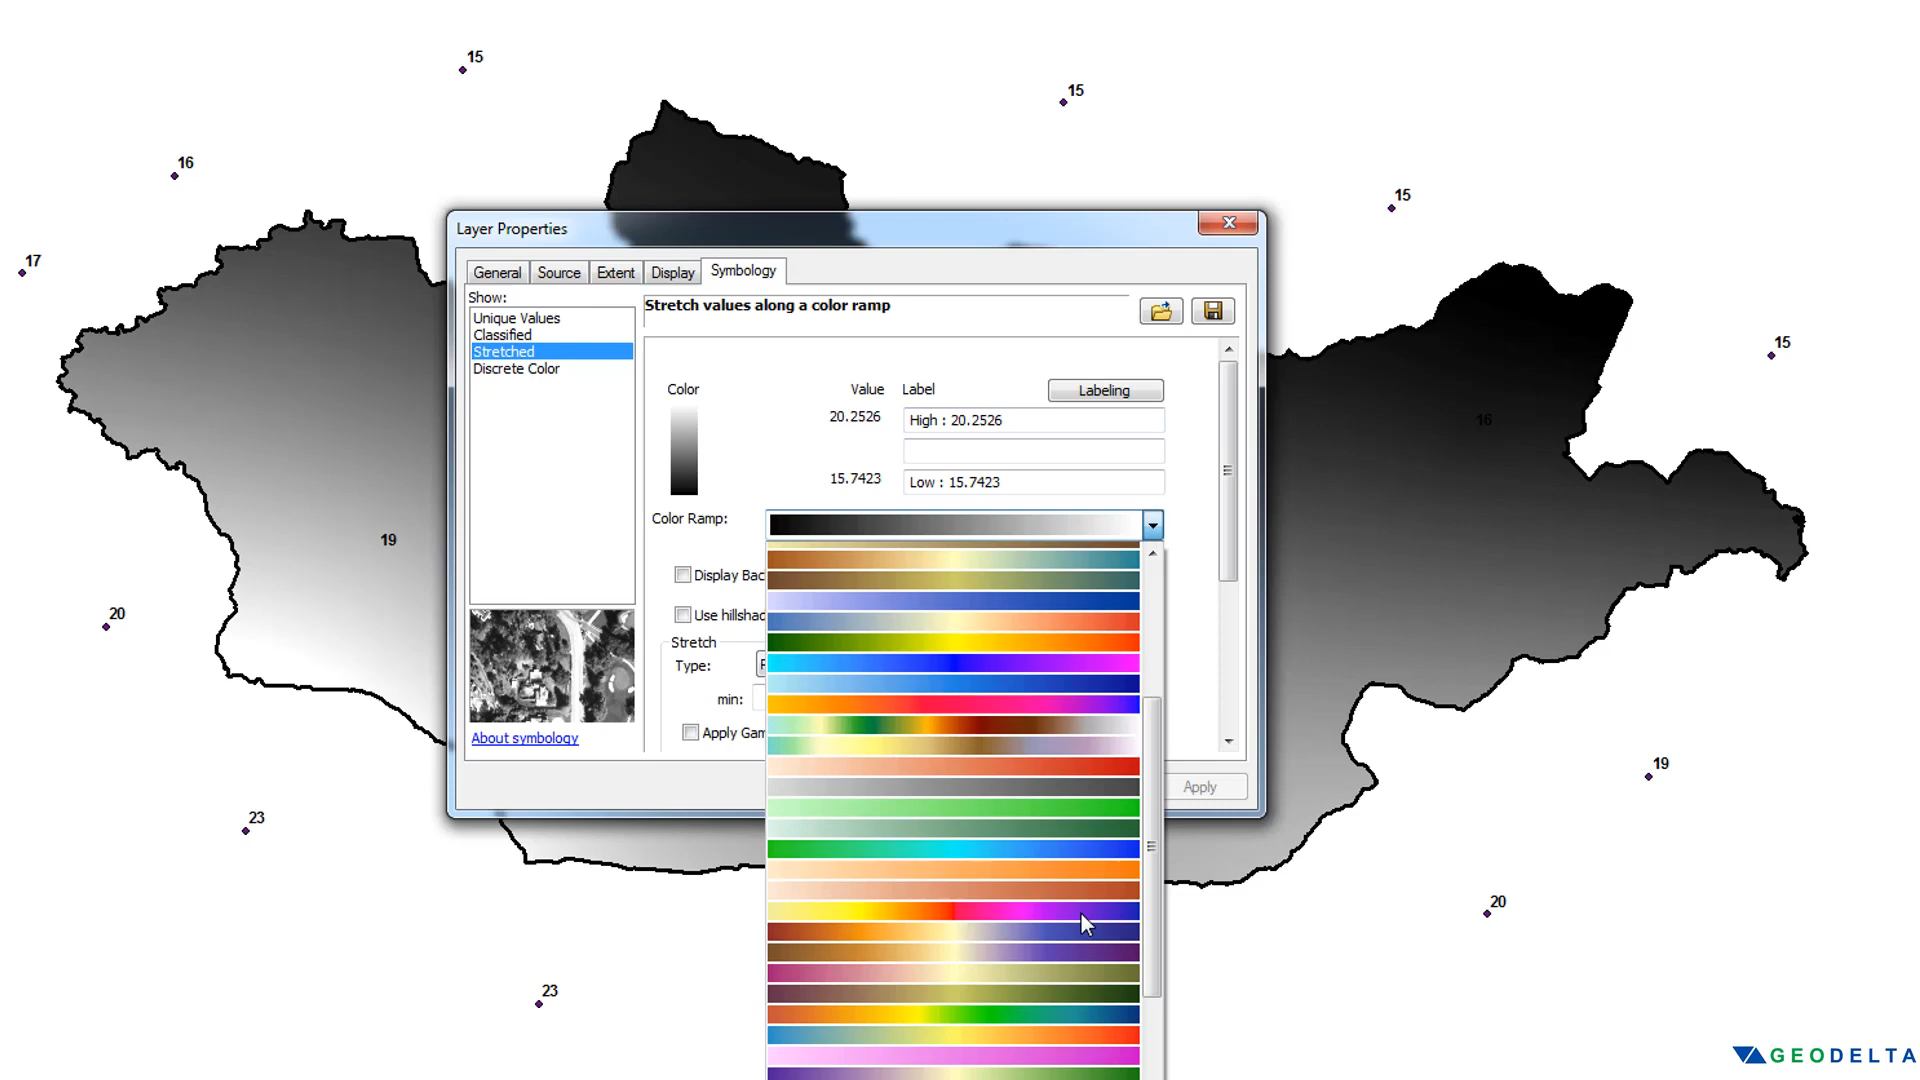 15
15
16
15
17
Layer Properties
General
Source
Extent
Display
Symbology
Show:
Unique Values
Classified
Stretched
Discrete Color
Stretch values along a color ramp
15
Color
Value
Label
Labeling
20.2526
High : 20.2526
16
15.7423
Low : 15.7423
Color Ramp:
19
Display Bac
Use hillshad
20
Stretch
Type:
min:
Apply Gam
About symbology
19
Apply
23
20
23
GEODELTA